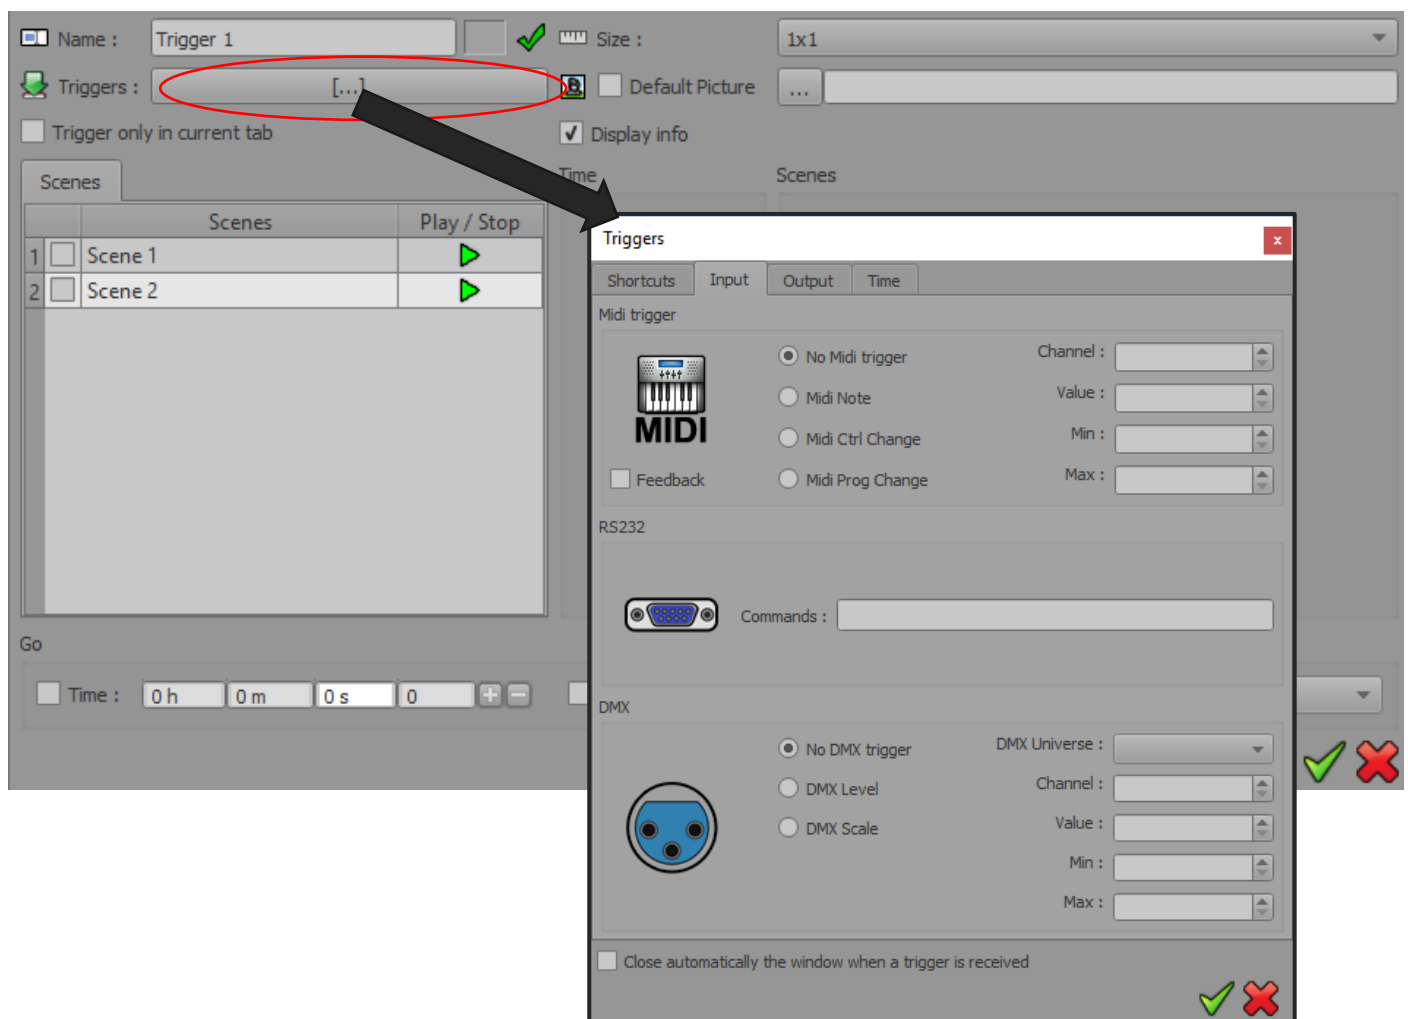 Name : Trigger 1 Size : 1x1
Triggers : [...] Default Picture ...
Trigger only in current tab Display info
Scenes Time Scenes
Scenes Play / Stop
1 Scene 1
2 Scene 2
Go
Time : 0 h 0 m 0 s 0
Triggers x
Shortcuts Input Output Time
Midi trigger
No Midi trigger Channel :
Midi Note Value :
MIDI
Midi Ctrl Change Min :
Feedback Midi Prog Change Max :
RS232
Commands :
DMX
No DMX trigger DMX Universe :
DMX Level Channel :
DMX Scale Value :
Min :
Max :
Close automatically the window when a trigger is received